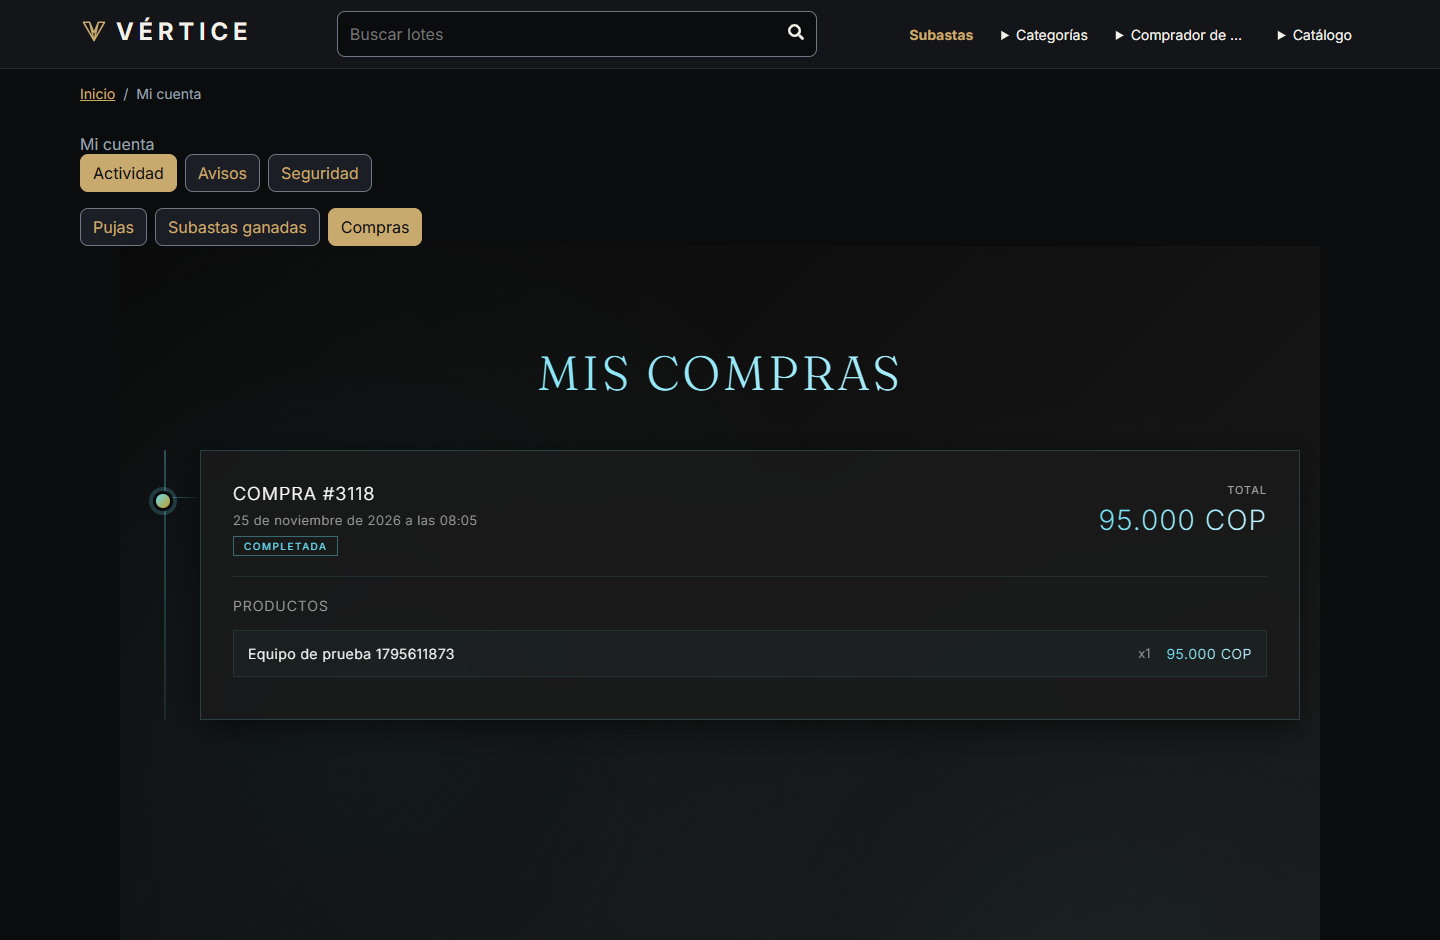 VÉRTICE
Buscar lotes
Subastas
Categorías
Comprador de ...
Catálogo
Inicio / Mi cuenta
Mi cuenta
Actividad
Avisos
Seguridad
Pujas
Subastas ganadas
Compras
MIS COMPRAS
COMPRA #3118
25 de noviembre de 2026 a las 08:05
COMPLETADA
TOTAL
95.000 COP
PRODUCTOS
Equipo de prueba 1795611873 x1 95.000 COP